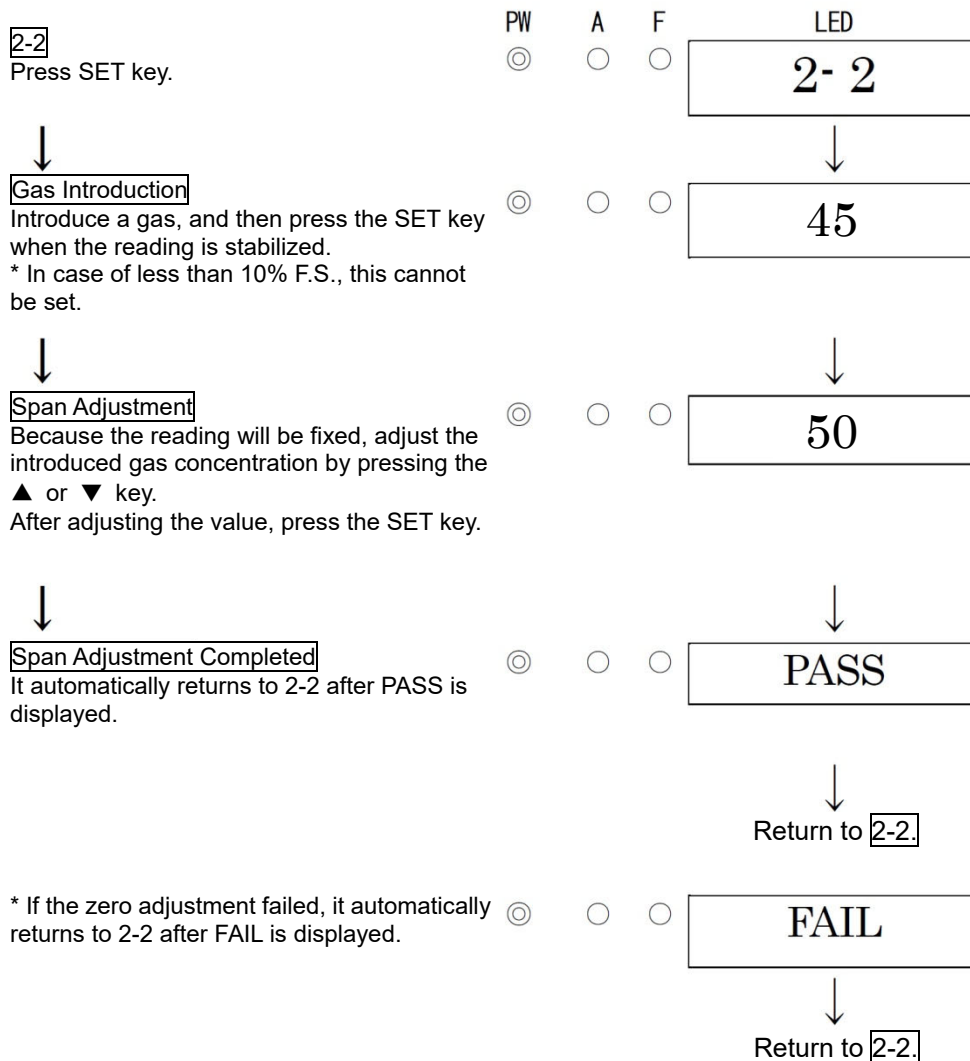 PW A F LED
2-2
Press SET key.
2- 2
Gas Introduction
Introduce a gas, and then press the SET key
when the reading is stabilized.
* In case of less than 10% F.S., this cannot
be set.
45
Span Adjustment
Because the reading will be fixed, adjust the
introduced gas concentration by pressing the
▲ or ▼ key.
After adjusting the value, press the SET key.
50
Span Adjustment Completed
It automatically returns to 2-2 after PASS is
displayed.
PASS
Return to 2-2.
* If the zero adjustment failed, it automatically
returns to 2-2 after FAIL is displayed.
FAIL
Return to 2-2.